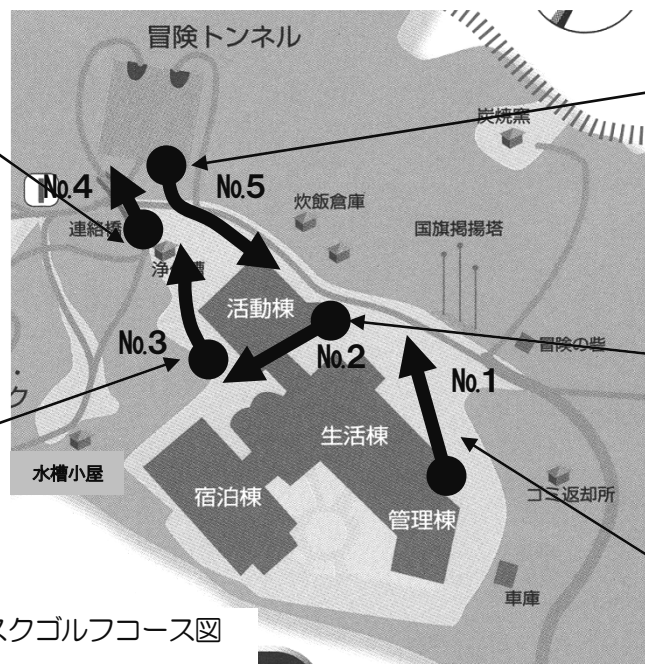 冒険トンネル
炭焼窯
No.4
No.5
炊飯倉庫
連絡橋
国旗掲揚塔
活動棟
No.3
No.2
冒険の砦
No.1
生活棟
水槽小屋
宿泊棟
ゴミ返却所
管理棟
車庫
スクゴルフコース図